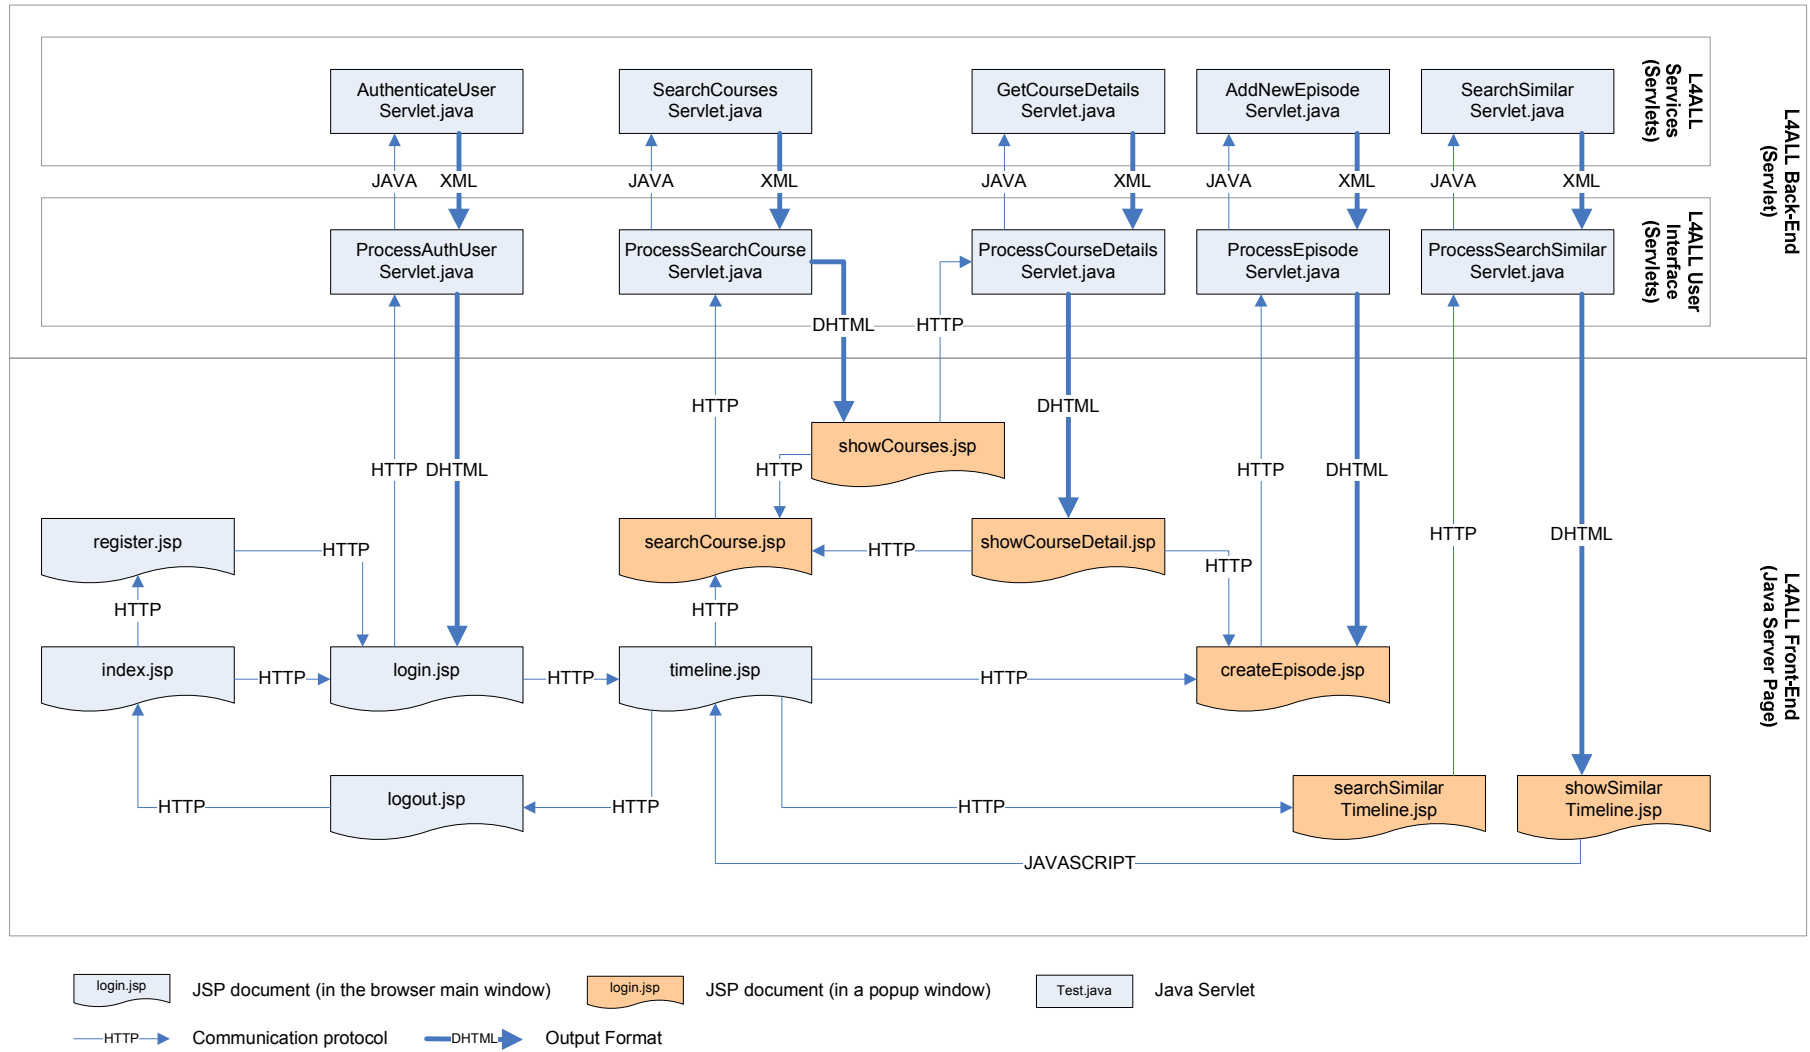 AuthenticateUser
Servlet.java
SearchCourses
Servlet.java
GetCourseDetails
Servlet.java
AddNewEpisode
Servlet.java
SearchSimilar
Servlet.java
L4ALL
Services
(Servlets)
JAVA
XML
JAVA
XML
JAVA
XML
JAVA
XML
JAVA
XML
L4ALL Back-End
(Servlet)
ProcessAuthUser
Servlet.java
ProcessSearchCourse
Servlet.java
ProcessCourseDetails
Servlet.java
ProcessEpisode
Servlet.java
ProcessSearchSimilar
Servlet.java
L4ALL User
Interface
(Servlets)
DHTML
HTTP
HTTP
DHTML
showCourses.jsp
HTTP
DHTML
HTTP
HTTP
DHTML
register.jsp
HTTP
searchCourse.jsp
HTTP
showCourseDetail.jsp
HTTP
HTTP
DHTML
HTTP
HTTP
index.jsp
HTTP
login.jsp
HTTP
timeline.jsp
HTTP
createEpisode.jsp
L4ALL Front-End
(Java Server Page)
HTTP
logout.jsp
HTTP
HTTP
searchSimilar
Timeline.jsp
showSimilar
Timeline.jsp
JAVASCRIPT
login.jsp
JSP document (in the browser main window)
login.jsp
JSP document (in a popup window)
Test.java
Java Servlet
HTTP
Communication protocol
DHTML
Output Format